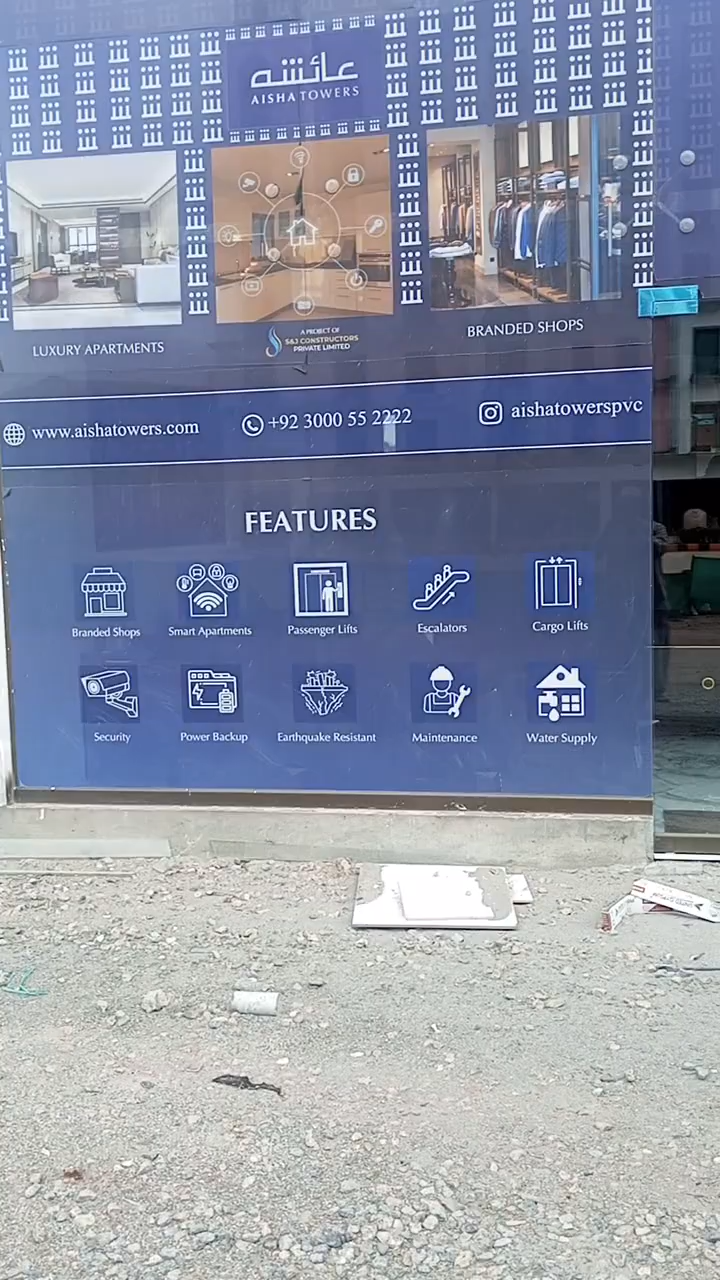 عائشه
AISHA TOWERS
LUXURY APARTMENTS
A PROJECT OF
S&J CONSTRUCTORS
PRIVATE LIMITED
BRANDED SHOPS
www.aishatowers.com
+92 3000 55 2222
aishatowerspvc
FEATURES
Branded Shops
Smart Apartments
Passenger Lifts
Escalators
Cargo Lifts
Security
Power Backup
Earthquake Resistant
Maintenance
Water Supply